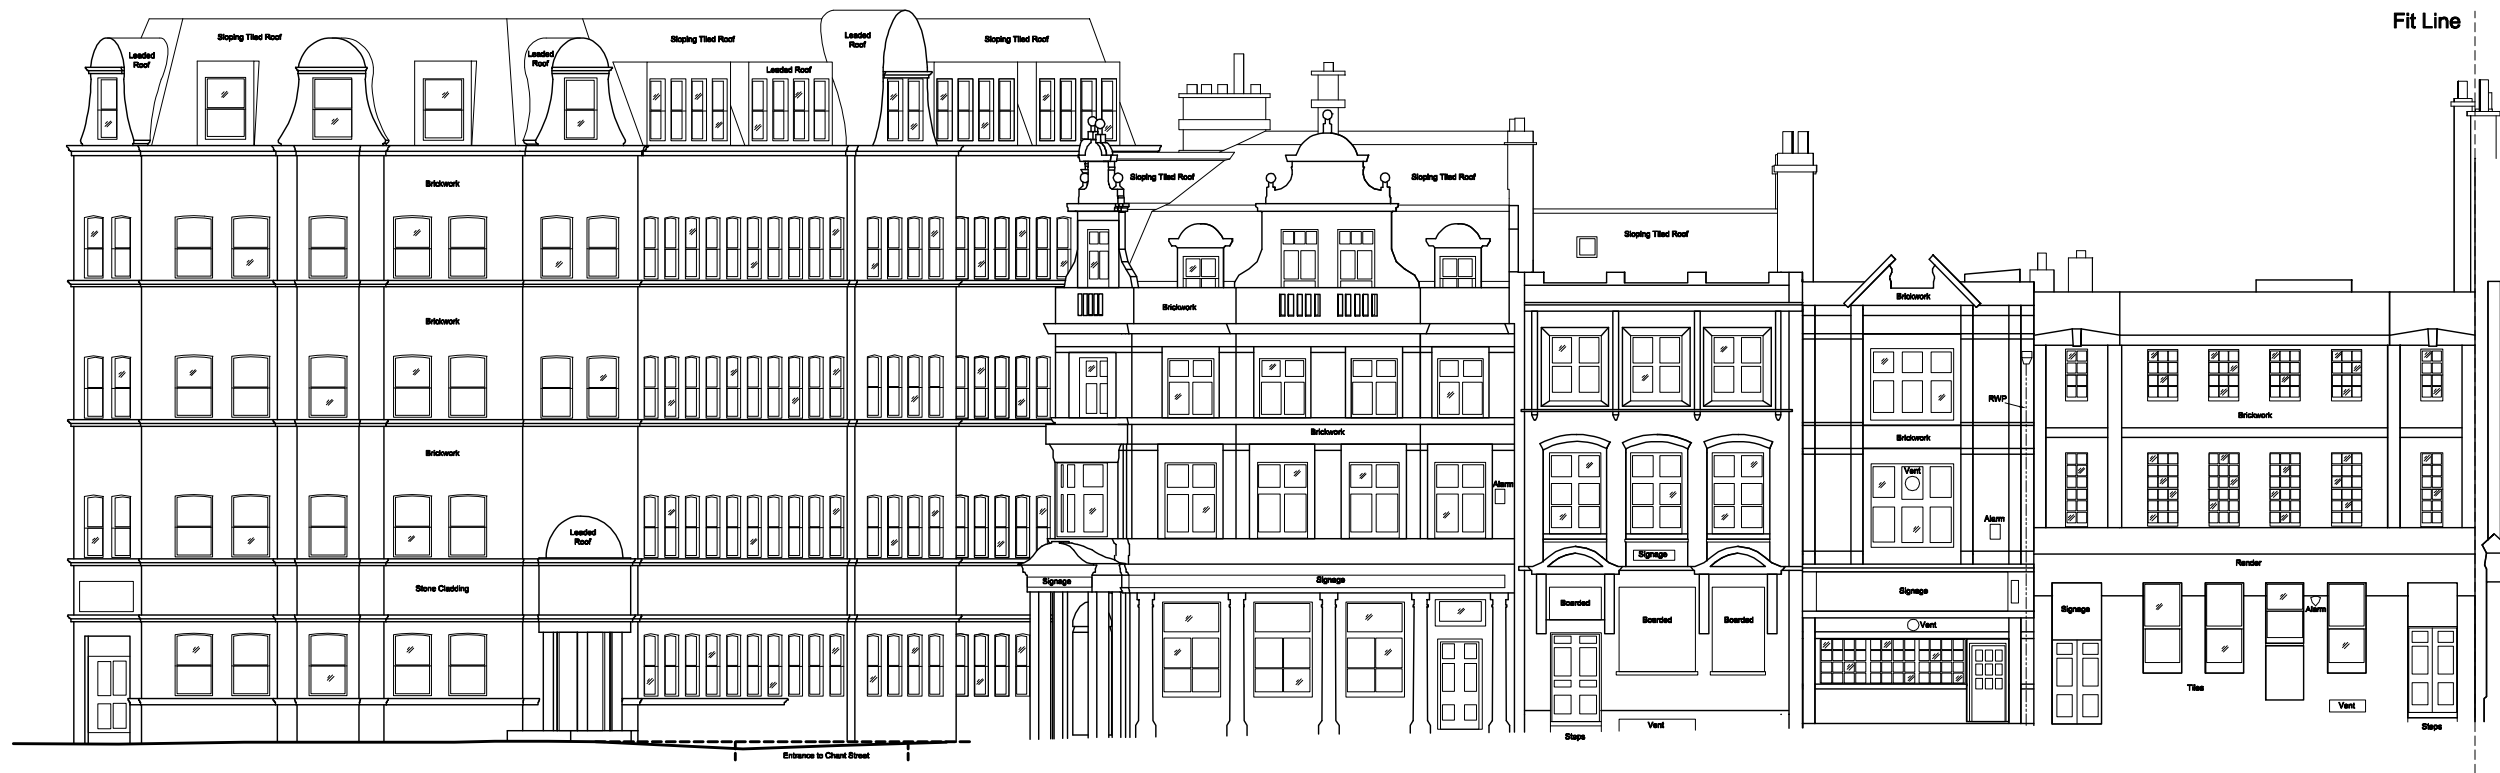 Fit Line
Leaded
Roof
Sloping Tiled Roof
Leaded
Roof
Sloping Tiled Roof
Leaded Roof
Leaded
Roof
Sloping Tiled Roof
Sloping Tiled Roof
Sloping Tiled Roof
Sloping Tiled Roof
Brickwork
Brickwork
Brickwork
Brickwork
Brickwork
Brickwork
Brickwork
Brickwork
RWP
Brickwork
Vent
Alarm
Alarm
Leaded
Roof
Stone Cladding
Signage
Signage
Signage
Signage
Render
Boarded
Boarded
Boarded
Vent
Signage
Alarm
Tiles
Vent
Vent
Steps
Steps
Entrance to Chant Street